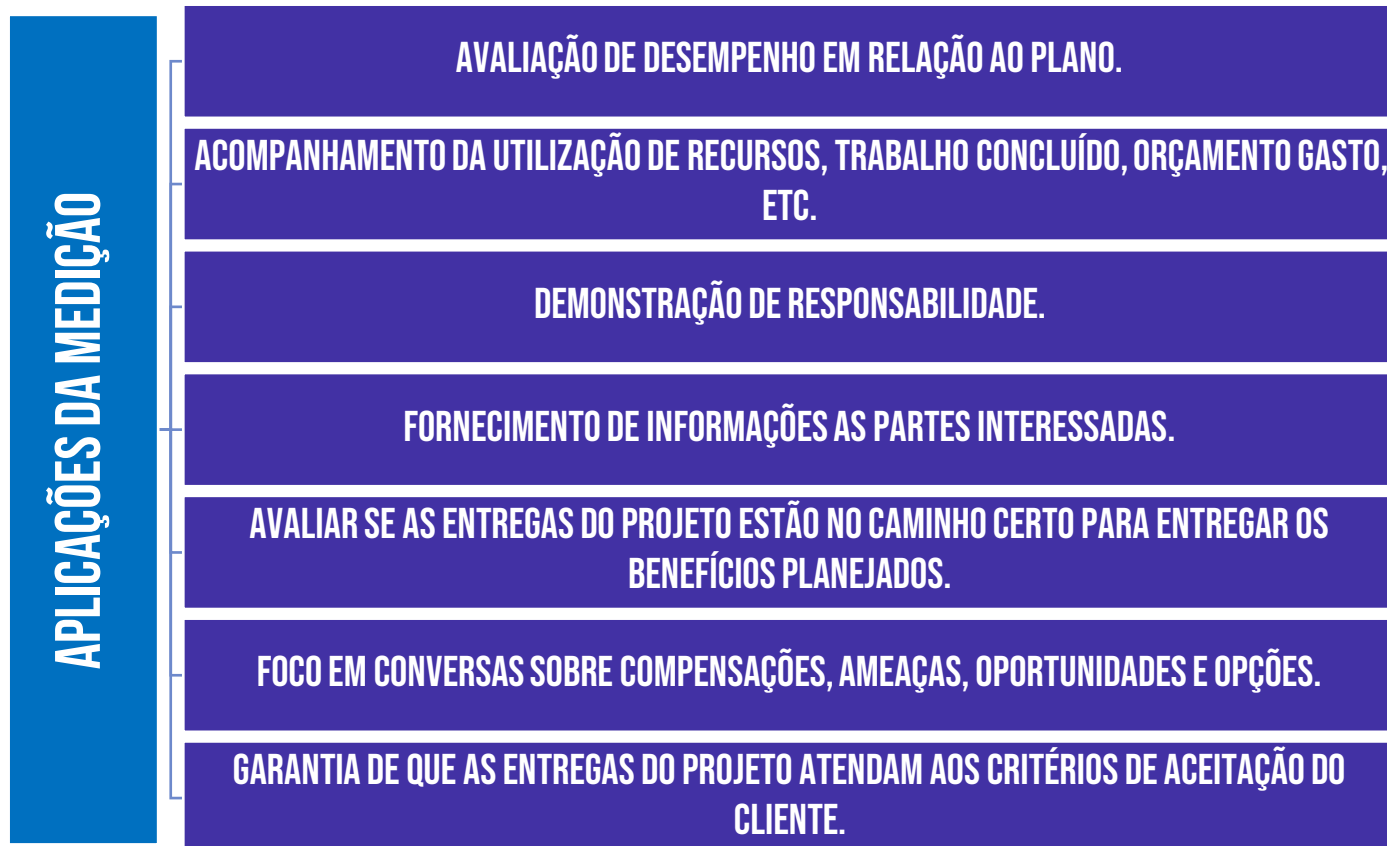 APLICAÇÕES DA MEDIÇÃO
AVALIAÇÃO DE DESEMPENHO EM RELAÇÃO AO PLANO.
ACOMPANHAMENTO DA UTILIZAÇÃO DE RECURSOS, TRABALHO CONCLUÍDO, ORÇAMENTO GASTO,
ETC.
DEMONSTRAÇÃO DE RESPONSABILIDADE.
FORNECIMENTO DE INFORMAÇÕES AS PARTES INTERESSADAS.
AVALIAR SE AS ENTREGAS DO PROJETO ESTÃO NO CAMINHO CERTO PARA ENTREGAR OS
BENEFÍCIOS PLANEJADOS.
FOCO EM CONVERSAS SOBRE COMPENSAÇÕES, AMEAÇAS, OPORTUNIDADES E OPÇÕES.
GARANTIA DE QUE AS ENTREGAS DO PROJETO ATENDAM AOS CRITÉRIOS DE ACEITAÇÃO DO
CLIENTE.